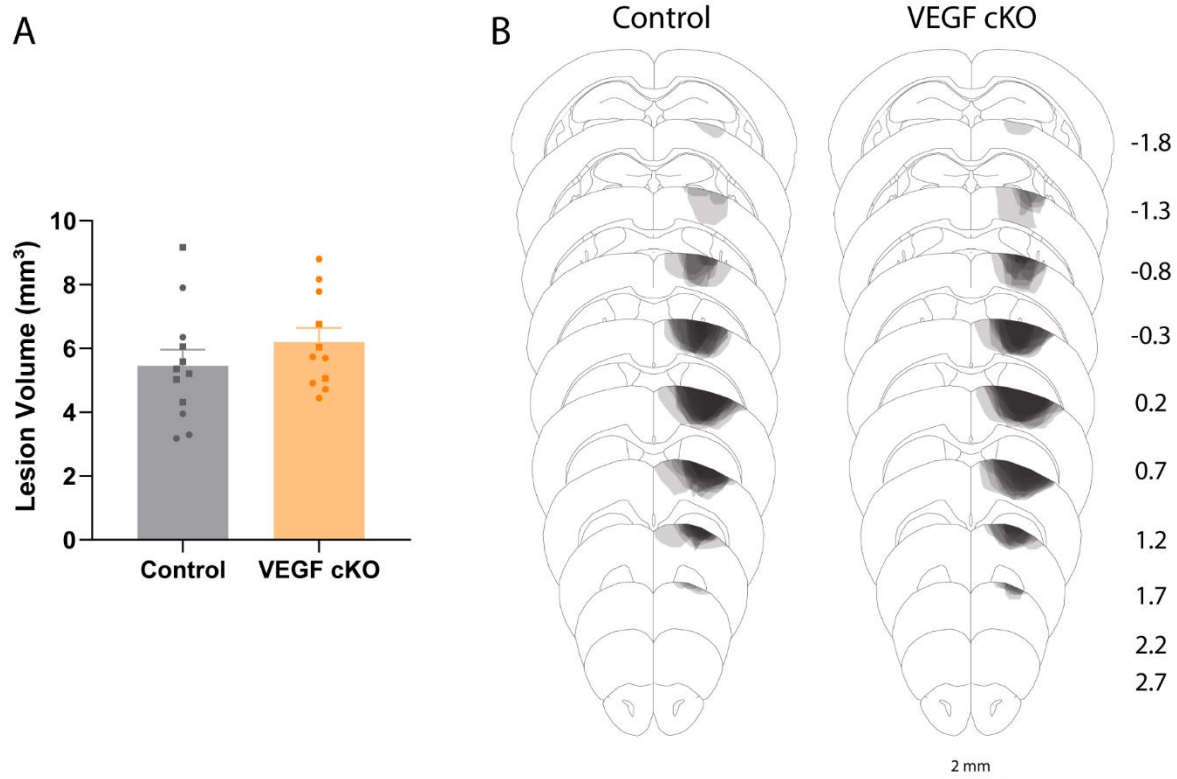 A
Lesion Volume (mm³)
10
8
6
4
2
0
Control
VEGF cKO
B
Control
VEGF cKO
-1.8
-1.3
-0.8
-0.3
0.2
0.7
1.2
1.7
2.2
2.7
2 mm